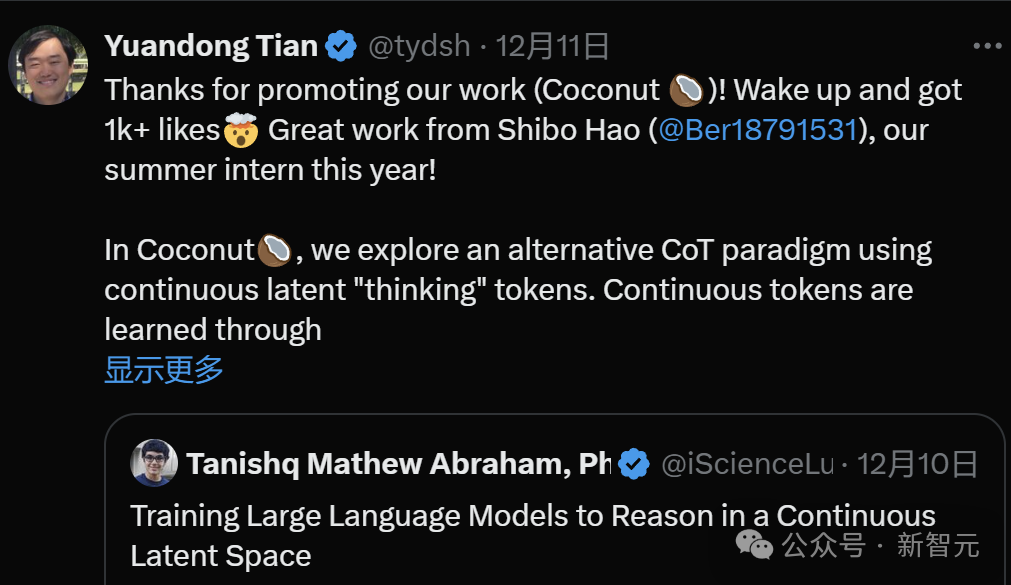 Yuandong Tian @tydsh · 12月11日
Thanks for promoting our work (Coconut 🥥)! Wake up and got
1k+ likes🤯 Great work from Shibo Hao (@Ber18791531), our
summer intern this year!
In Coconut🥥, we explore an alternative CoT paradigm using
continuous latent "thinking" tokens. Continuous tokens are
learned through
显示更多
Tanishq Mathew Abraham, Ph @iScienceLu · 12月10日
Training Large Language Models to Reason in a Continuous
Latent Space
公众号 · 新智元